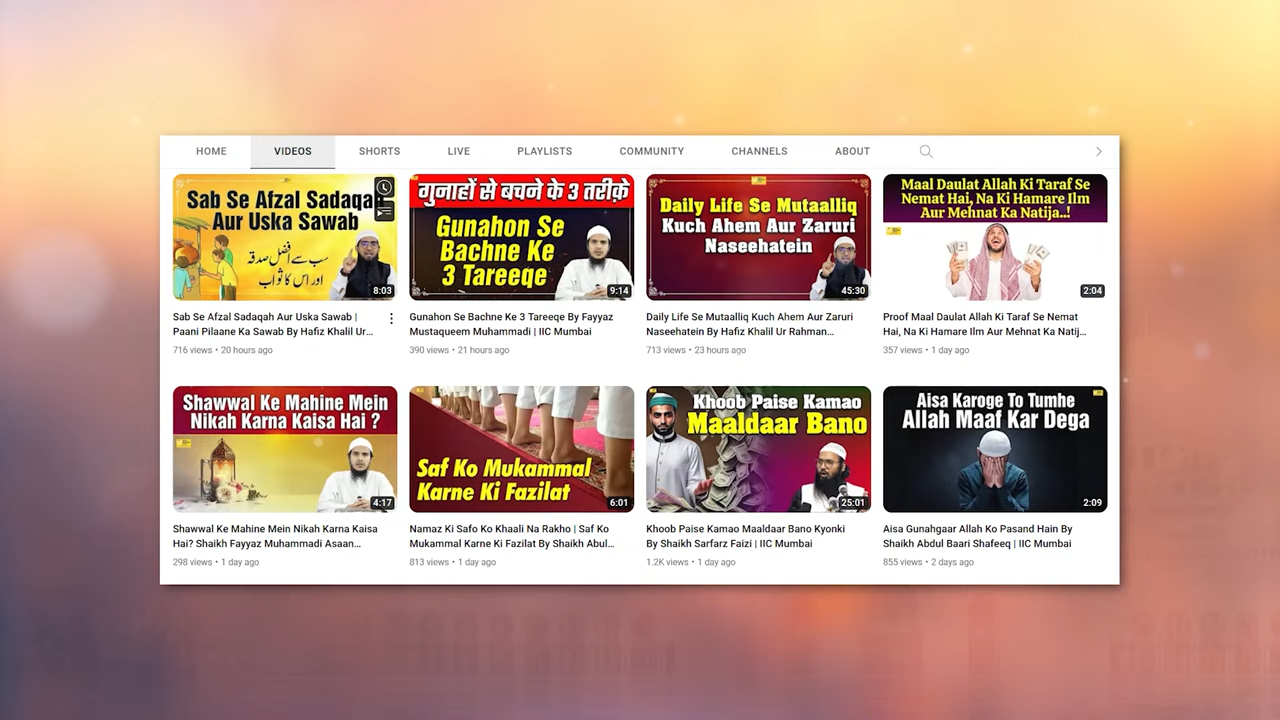 HOME VIDEOS SHORTS LIVE PLAYLISTS COMMUNITY CHANNELS ABOUT
Sab Se Afzal Sadaqah
Aur Uska Sawab
سب سے افضل صدقہ
اور اس کا ثواب
8:03
गुनाहों से बचने के 3 तरीक़े
Gunahon Se
Bachne Ke
3 Tareeqe
9:14
Daily Life Se Mutaalliq
Kuch Ahem Aur Zaruri
Naseehatein
45:30
Maal Daulat Allah Ki Taraf Se
Nemat Hai, Na Ki Hamare Ilm
Aur Mehnat Ka Natija..!
2:04
Sab Se Afzal Sadaqah Aur Uska Sawab |
Paani Pilaane Ka Sawab By Hafiz Khalil Ur...
716 views • 20 hours ago
Gunahon Se Bachne Ke 3 Tareeqe By Fayyaz
Mustaqueem Muhammadi | IIC Mumbai
390 views • 21 hours ago
Daily Life Se Mutaalliq Kuch Ahem Aur Zaruri
Naseehatein By Hafiz Khalil Ur Rahman...
713 views • 23 hours ago
Proof Maal Daulat Allah Ki Taraf Se Nemat
Hai, Na Ki Hamare Ilm Aur Mehnat Ka Natij...
357 views • 1 day ago
Shawwal Ke Mahine Mein
Nikah Karna Kaisa Hai ?
4:17
Saf Ko Mukammal
Karne Ki Fazilat
6:01
Khoob Paise Kamao
Maaldaar Bano
25:01
Aisa Karoge To Tumhe
Allah Maaf Kar Dega
2:09
Shawwal Ke Mahine Mein Nikah Karna Kaisa
Hai? Shaikh Fayyaz Muhammadi Asaan...
298 views • 1 day ago
Namaz Ki Safo Ko Khaali Na Rakho | Saf Ko
Mukammal Karne Ki Fazilat By Shaikh Abul...
813 views • 1 day ago
Khoob Paise Kamao Maaldaar Bano Kyonki
By Shaikh Sarfarz Faizi | IIC Mumbai
1.2K views • 1 day ago
Aisa Gunahgaar Allah Ko Pasand Hain By
Shaikh Abdul Baari Shafeeq | IIC Mumbai
855 views • 2 days ago